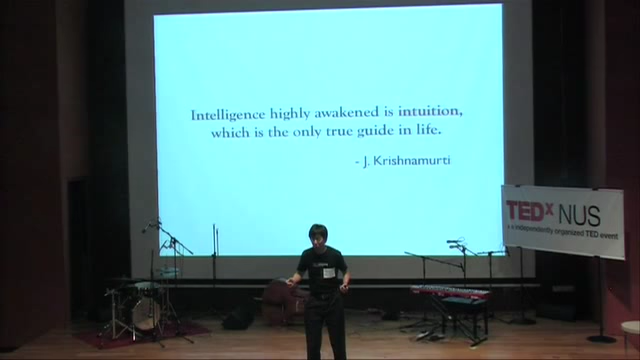 Intelligence highly awakened is intuition,
which is the only true guide in life.
- J. Krishnamurti
TEDx NUS
x = independently organized TED event